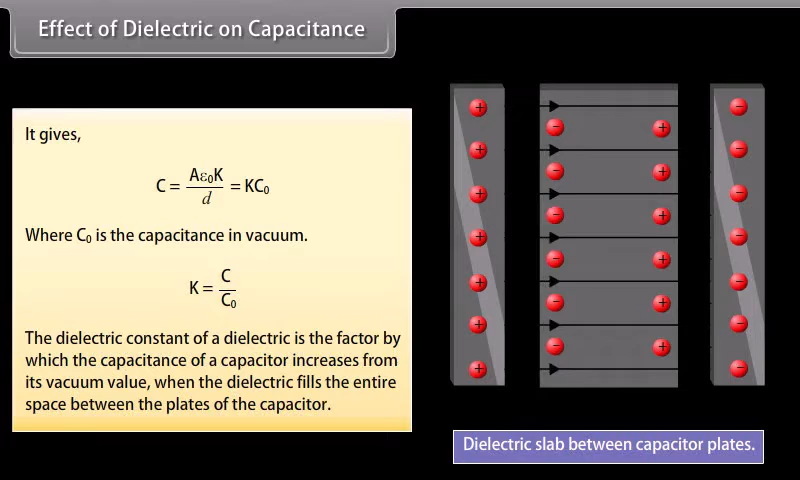 Effect of Dielectric on Capacitance
It gives,
C = Aε₀K / d = KC₀
Where C₀ is the capacitance in vacuum.
K = C / C₀
The dielectric constant of a dielectric is the factor by
which the capacitance of a capacitor increases from
its vacuum value, when the dielectric fills the entire
space between the plates of the capacitor.
Dielectric slab between capacitor plates.